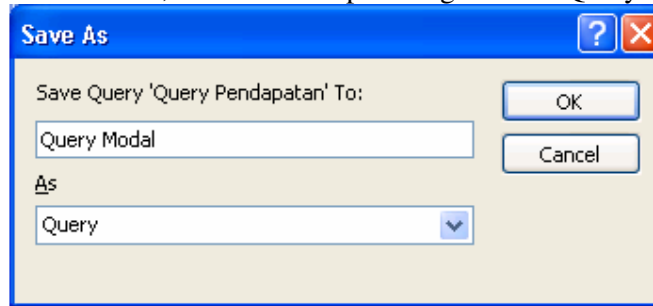 Save As
Save Query 'Query Pendapatan' To:
OK
Query Modal
Cancel
As
Query